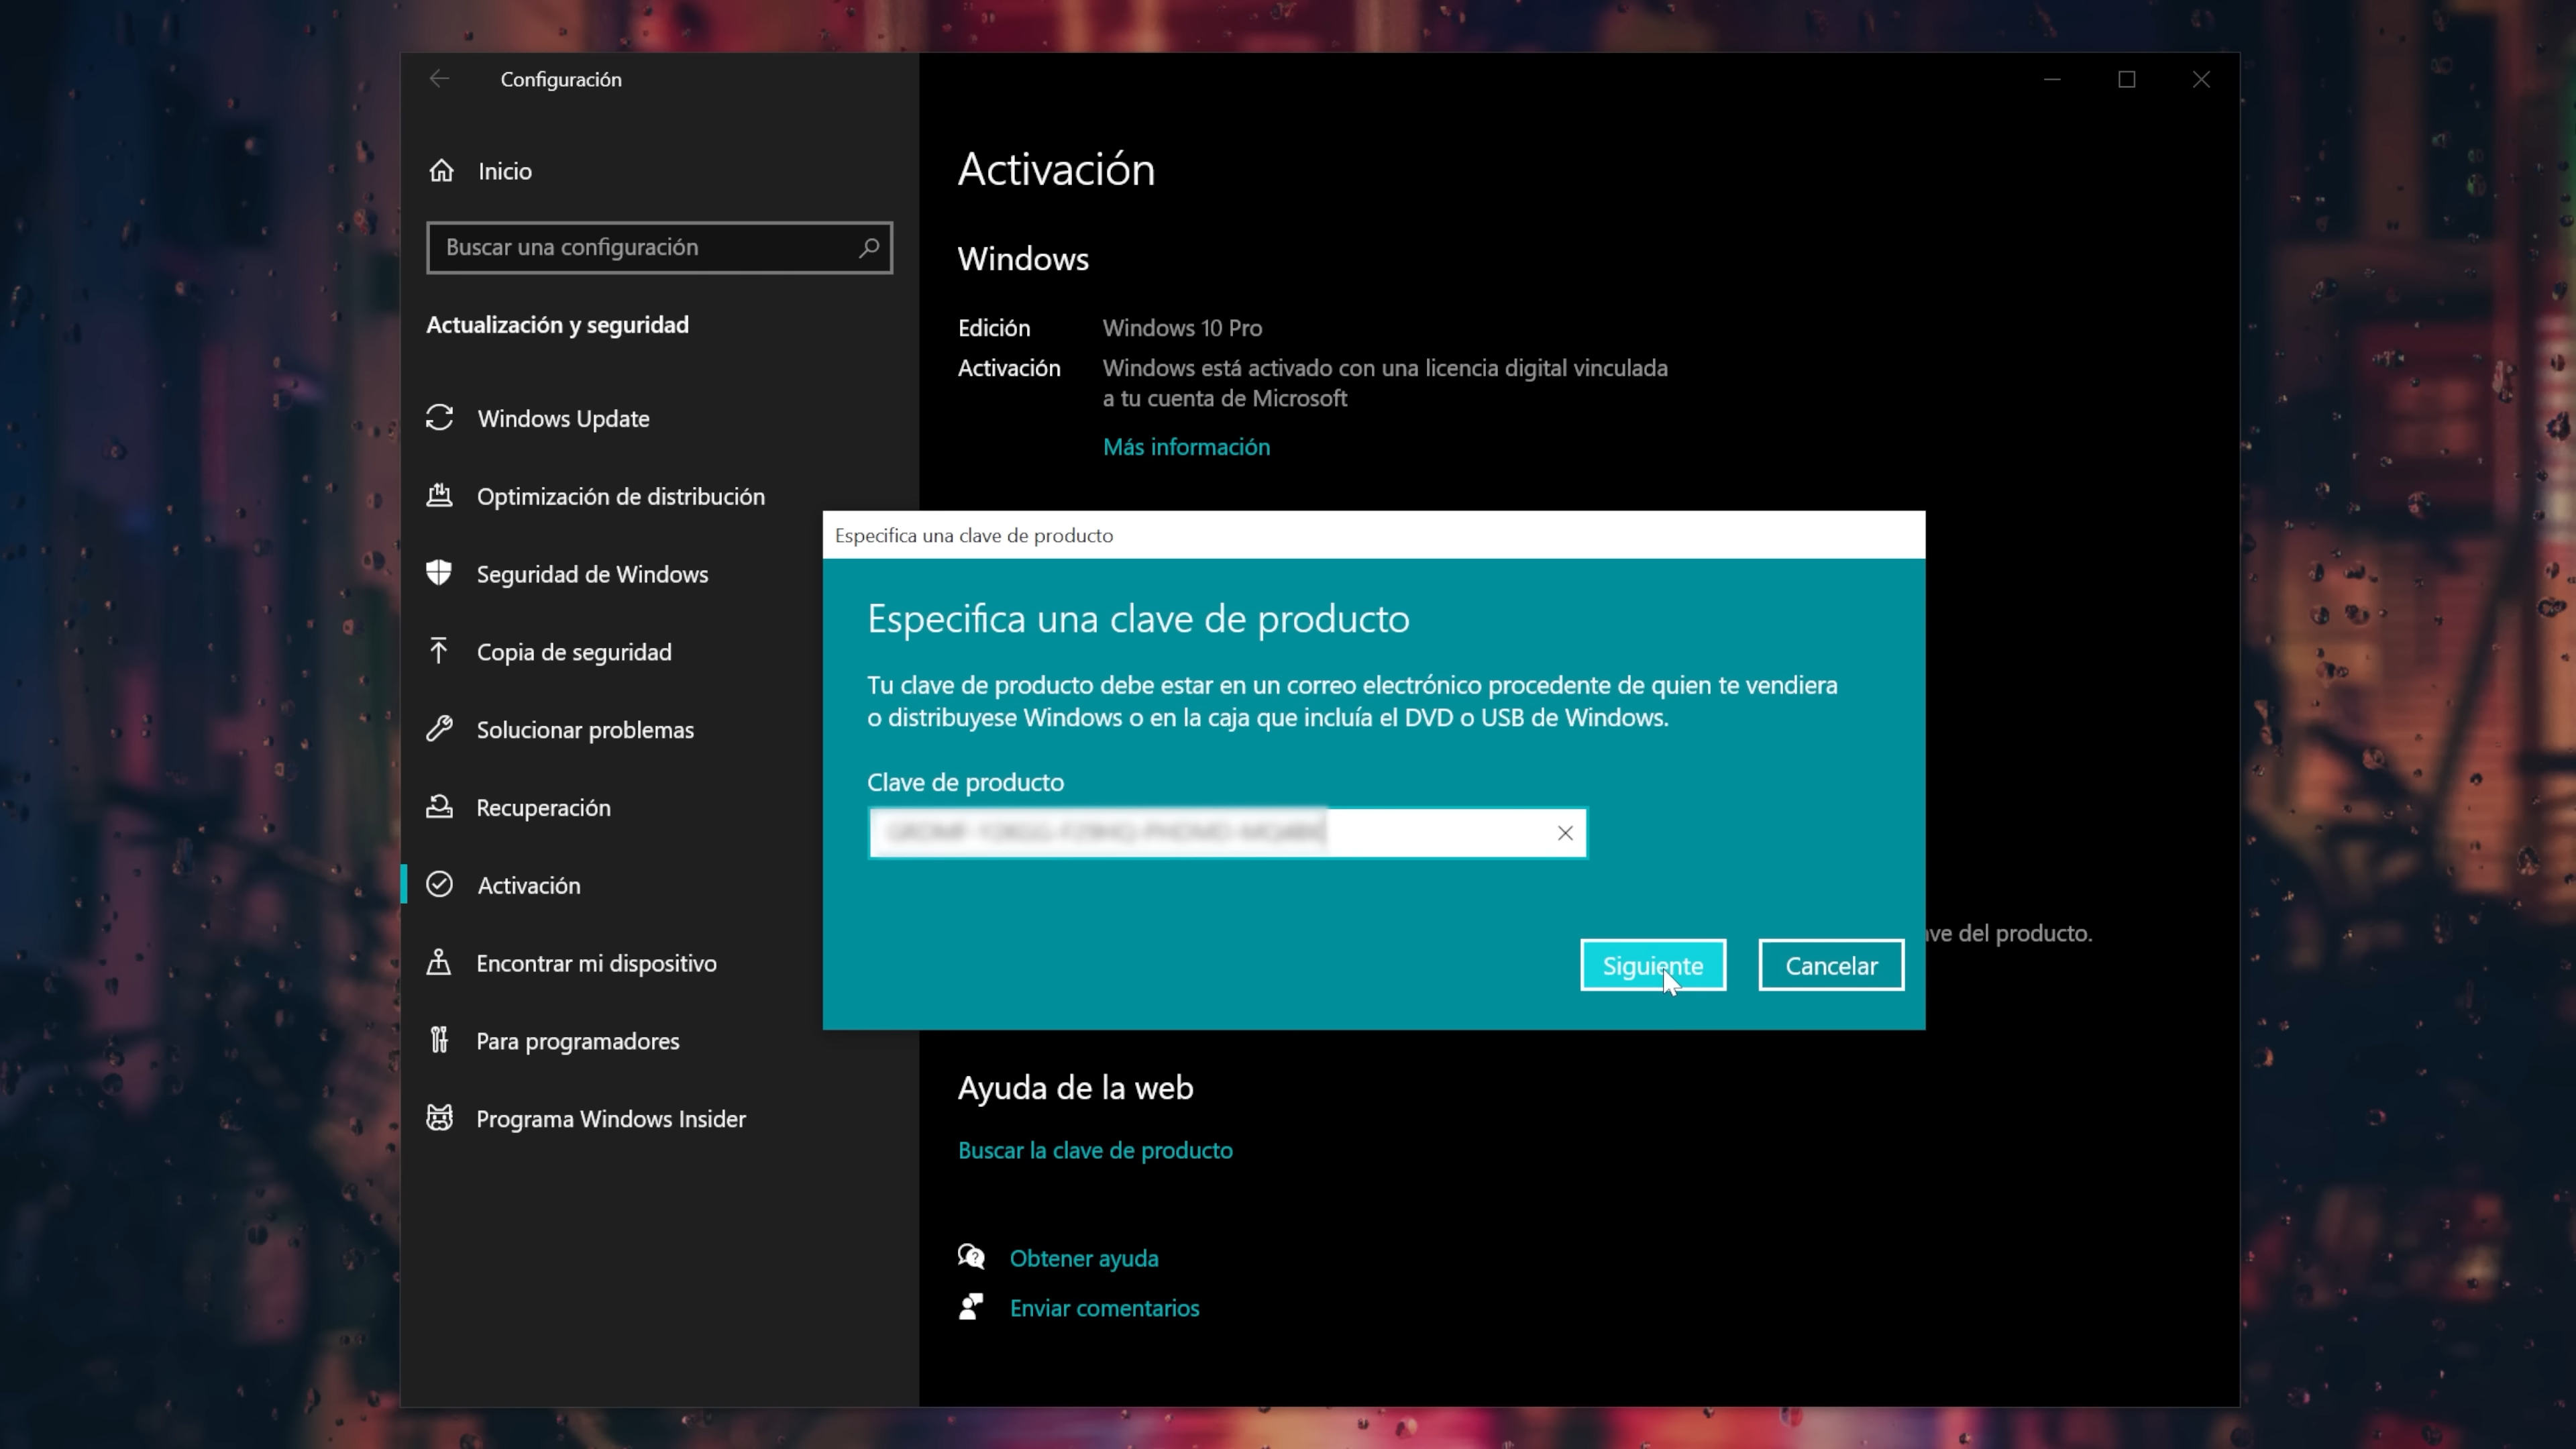 Configuración
Inicio
Buscar una configuración
Actualización y seguridad
Windows Update
Optimización de distribución
Seguridad de Windows
Copia de seguridad
Solucionar problemas
Recuperación
Activación
Encontrar mi dispositivo
Para programadores
Programa Windows Insider
Activación
Windows
Edición Windows 10 Pro
Activación Windows está activado con una licencia digital vinculada
a tu cuenta de Microsoft
Más información
Especifica una clave de producto
Especifica una clave de producto
Tu clave de producto debe estar en un correo electrónico procedente de quien te vendiera
o distribuyese Windows o en la caja que incluía el DVD o USB de Windows.
Clave de producto
Siguiente Cancelar
del producto.
Ayuda de la web
Buscar la clave de producto
Obtener ayuda
Enviar comentarios